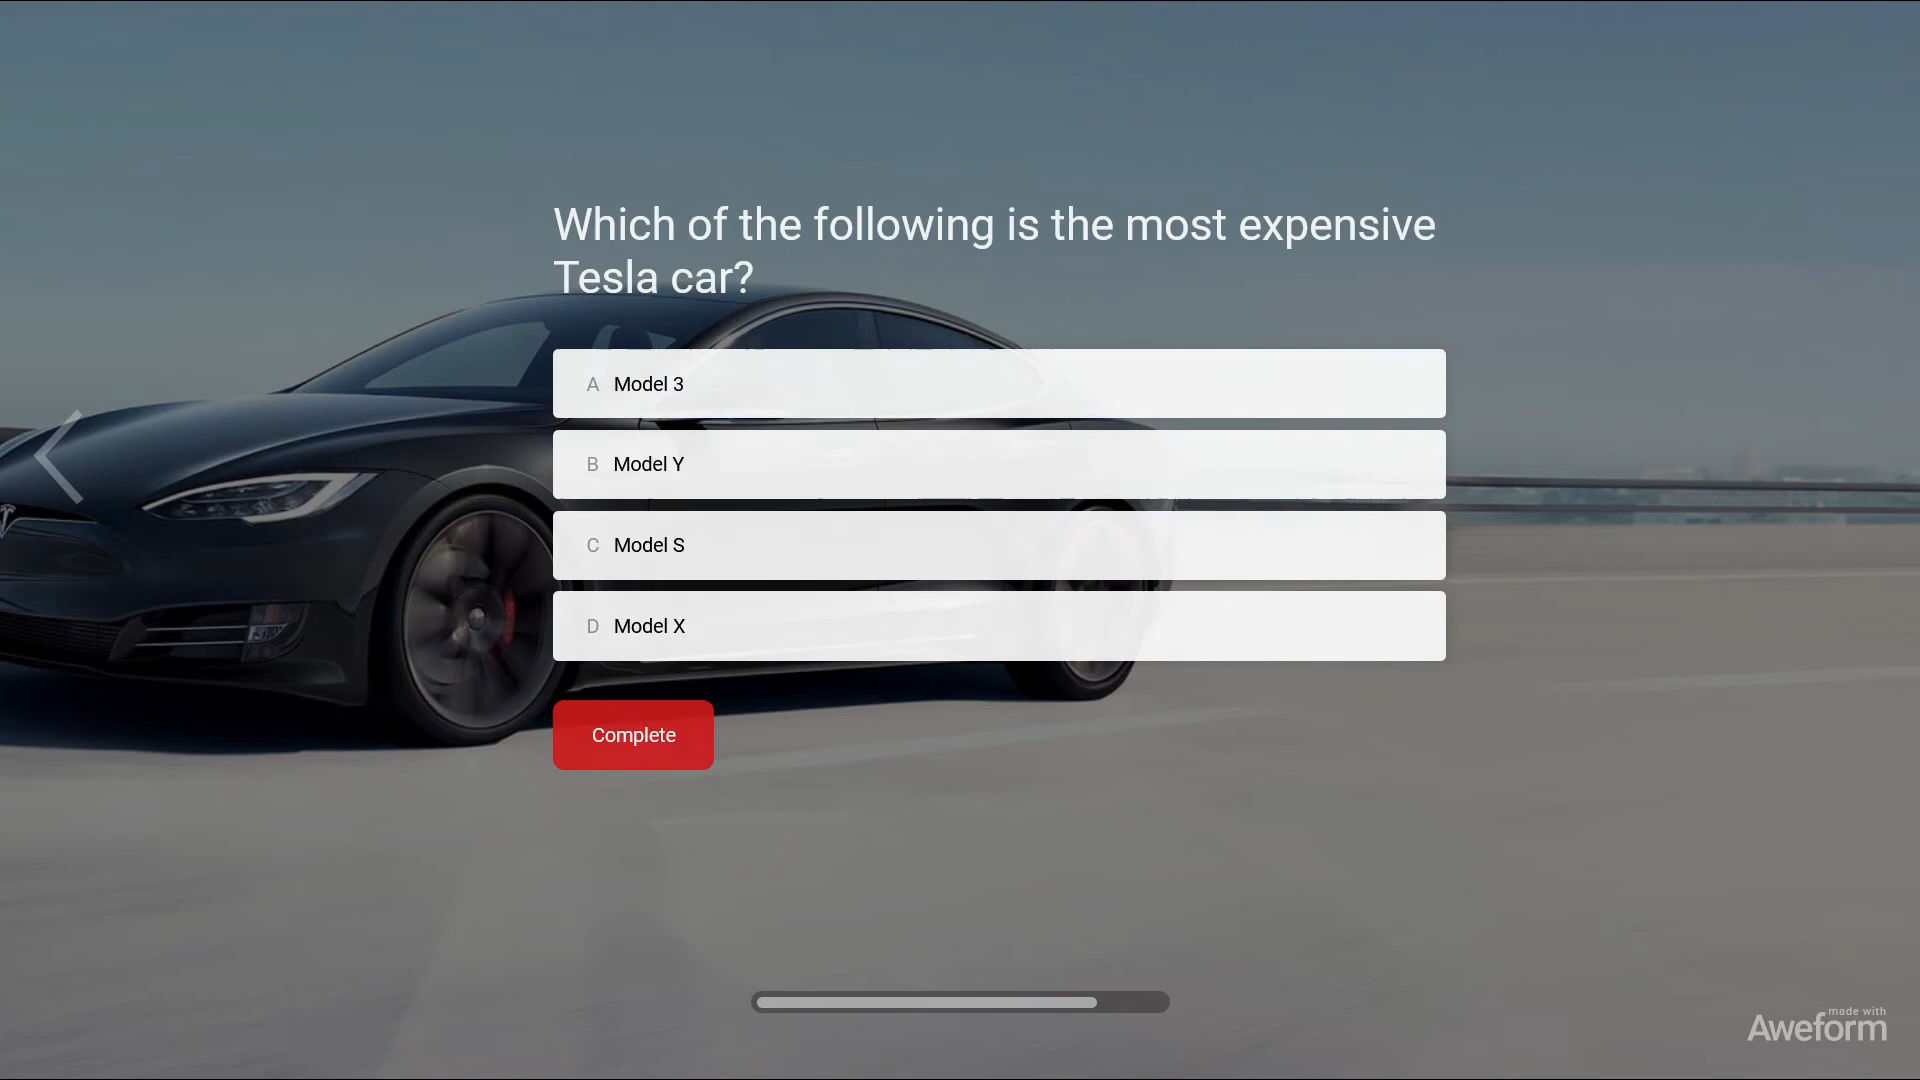 Which of the following is the most expensive
Tesla car?
A Model 3
B Model Y
C Model S
D Model X
Complete
made with
Aweform